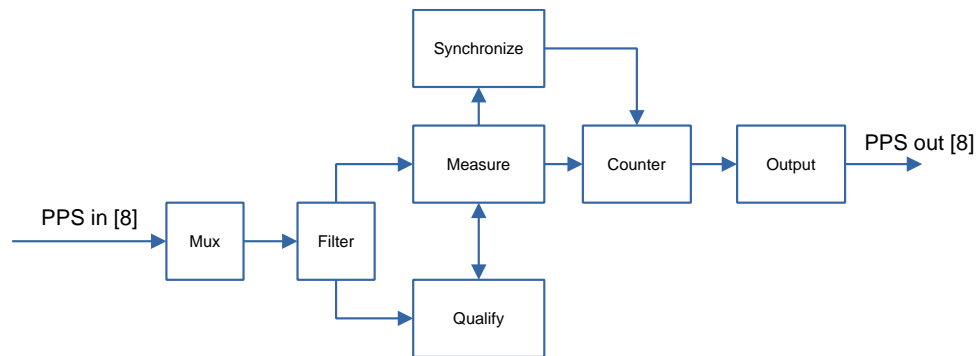 Synchronize
Measure
Counter
Output
PPS out [8]
PPS in [8]
Mux
Filter
Qualify